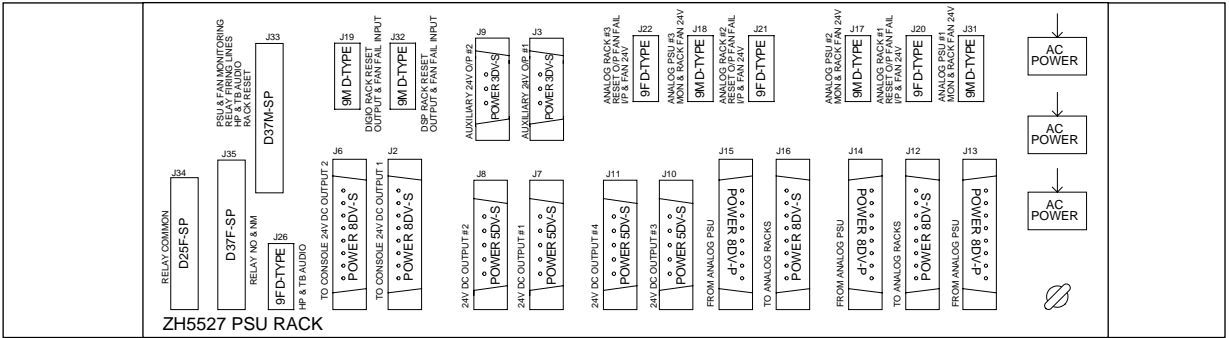 J33
PSU & FAN MONITORING
RELAY FIRING LINES
HP & TB AUDIO
RACK RESET
D37M-SP
J19
9M D-TYPE
DIGIO RACK RESET
OUTPUT & FAN FAIL INPUT
J32
9M D-TYPE
DSP RACK RESET
OUTPUT & FAN FAIL INPUT
J9
AUXILIARY 24V O/P #2
POWER 3DV-S
J3
AUXILIARY 24V O/P #1
POWER 3DV-S
J22
ANALOG RACK #3
RESET O/P FAN FAIL
I/P & FAN 24V
9F D-TYPE
J18
ANALOG PSU #3
MON & RACK FAN 24V
9M D-TYPE
J21
ANALOG RACK #2
RESET O/P FAN FAIL
I/P & FAN 24V
9F D-TYPE
J17
ANALOG PSU #2
MON & RACK FAN 24V
9M D-TYPE
J20
ANALOG RACK #1
RESET O/P FAN FAIL
I/P & FAN 24V
9F D-TYPE
J31
ANALOG PSU #1
MON & RACK FAN 24V
9M D-TYPE
AC
POWER
AC
POWER
AC
POWER
J34
RELAY COMMON
D25F-SP
J35
D37F-SP
RELAY NO & NM
J26
9F D-TYPE
HP & TB AUDIO
J6
TO CONSOLE 24V DC OUTPUT 2
POWER 8DV-S
J2
TO CONSOLE 24V DC OUTPUT 1
POWER 8DV-S
J8
24V DC OUTPUT #2
POWER 5DV-S
J7
24V DC OUTPUT #1
POWER 5DV-S
J11
24V DC OUTPUT #4
POWER 5DV-S
J10
24V DC OUTPUT #3
POWER 5DV-S
J15
FROM ANALOG PSU
POWER 8DV-P
J16
TO ANALOG RACKS
POWER 8DV-S
J14
FROM ANALOG PSU
POWER 8DV-P
J12
TO ANALOG RACKS
POWER 8DV-S
J13
FROM ANALOG PSU
POWER 8DV-P
ZH5527 PSU RACK